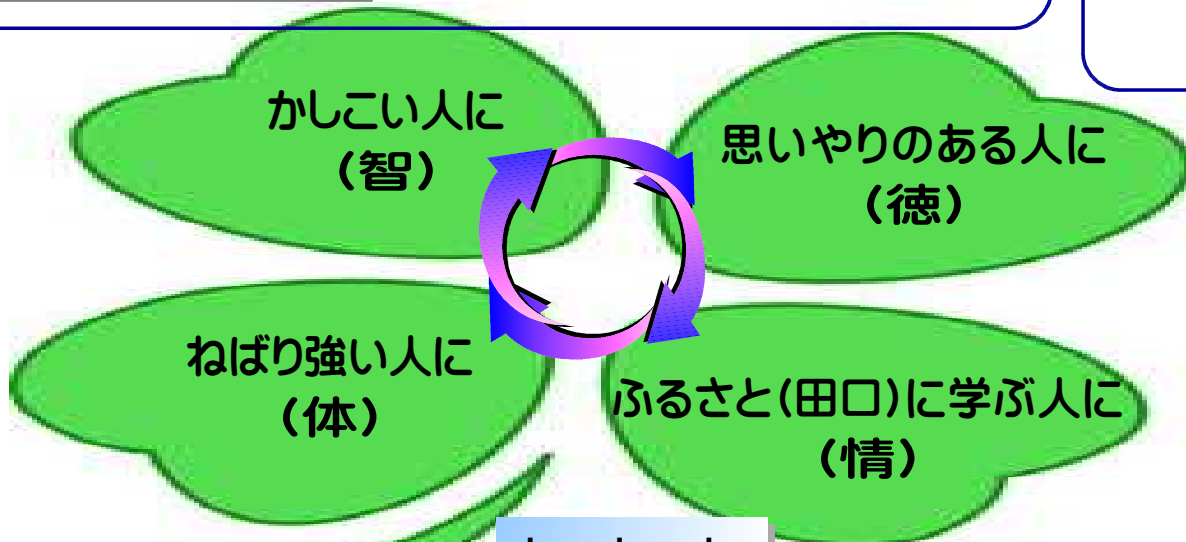 かしこい人に
(智)
思いやりのある人に
(徳)
ねばり強い人に
(体)
ふるさと(田口)に学ぶ人に
(情)